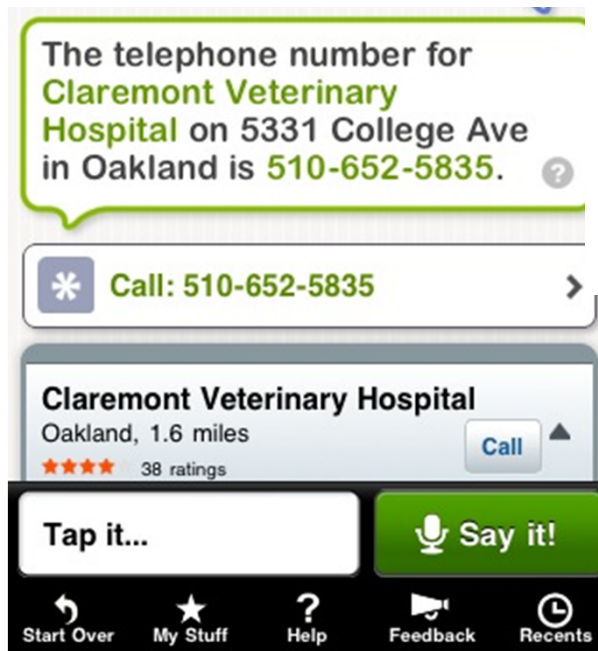 The telephone number for
Claremont Veterinary
Hospital on 5331 College Ave
in Oakland is 510-652-5835. ?
Call: 510-652-5835
Claremont Veterinary Hospital
Oakland, 1.6 miles
Call
38 ratings
Tap it...
Say it!
Start Over
My Stuff
Help
Feedback
Recents